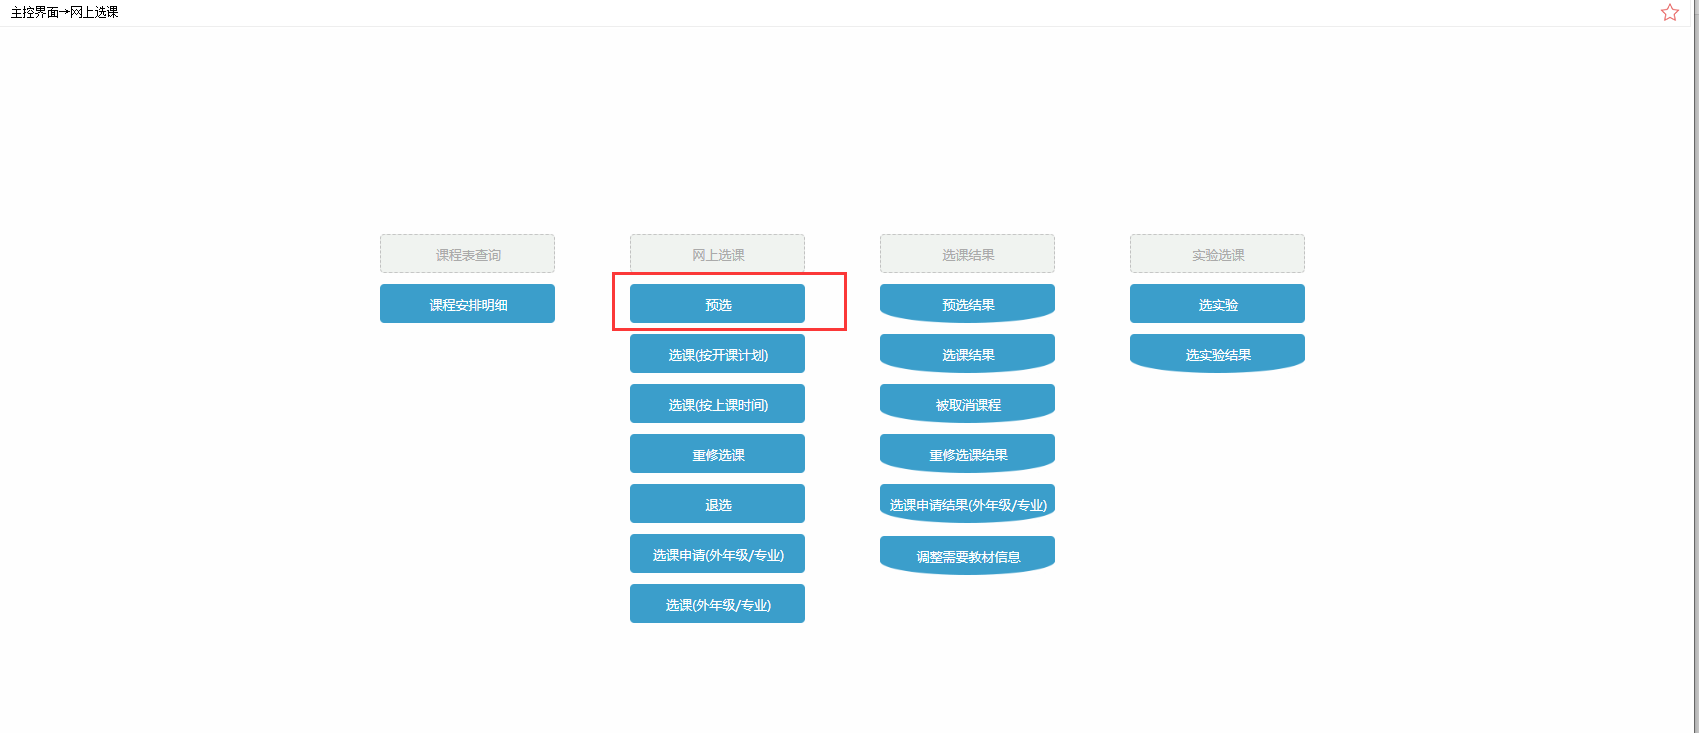 主控界面→网上选课
课程表查询
课程安排明细
网上选课
预选
选课(按开课计划)
选课(按上课时间)
重修选课
退选
选课申请(外年级/专业)
选课(外年级/专业)
选课结果
预选结果
选课结果
被取消课程
重修选课结果
选课申请结果(外年级/专业)
调整需要教材信息
实验选课
选实验
选实验结果